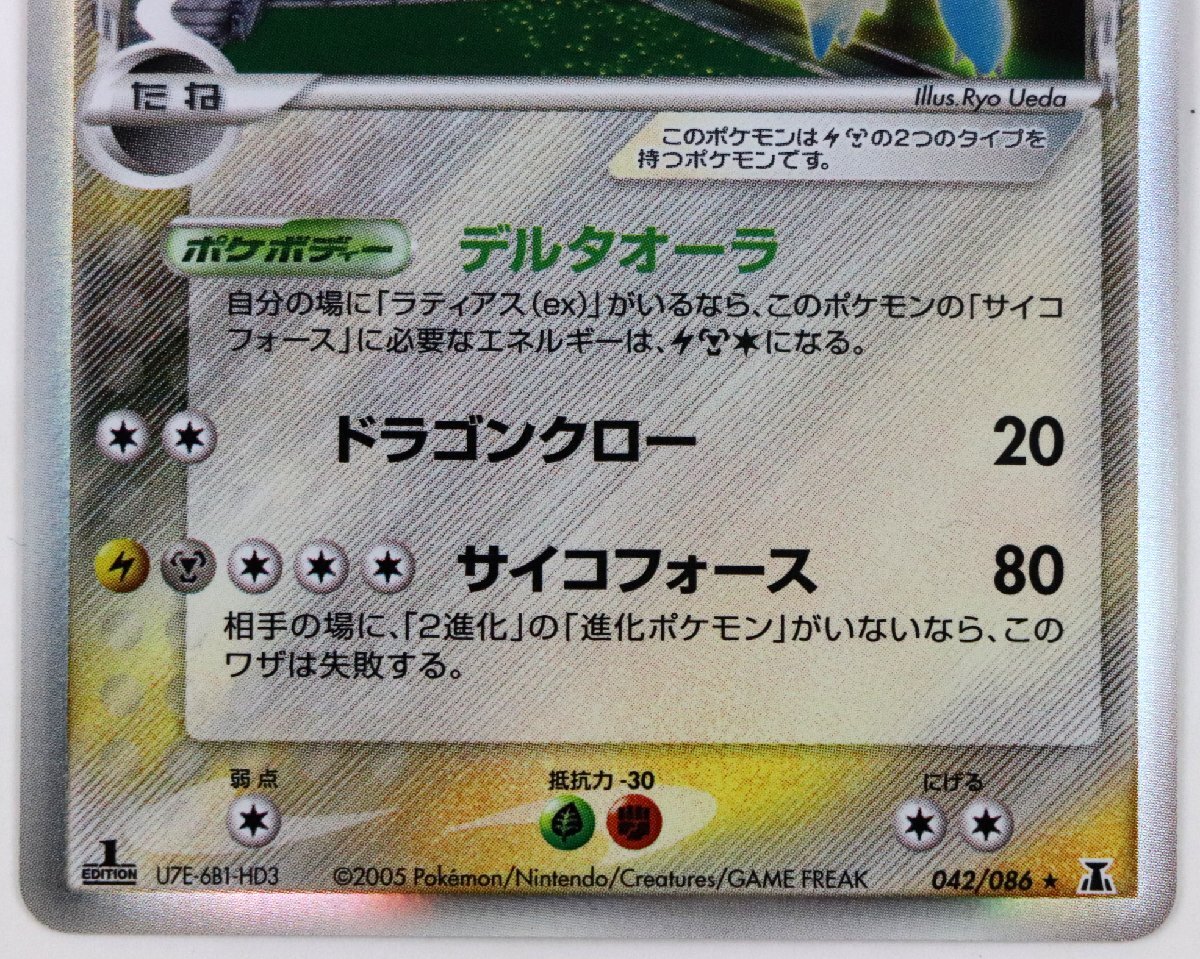 たね
Illus. Ryo Ueda
このポケモンはの2つのタイプを
持つポケモンです。
ポケボディー デルタオーラ
自分の場に「ラティアス(ex)」がいるなら、このポケモンの「サイコ
フォース」に必要なエネルギーは、になる。
ドラゴンクロー 20
サイコフォース 80
相手の場に、「2進化」の「進化ポケモン」がいないなら、この
ワザは失敗する。
弱点 抵抗力 -30 にげる
1 EDITION U7E-6B1-HD3 ©2005 Pokémon/Nintendo/Creatures/GAME FREAK 042/086 ★